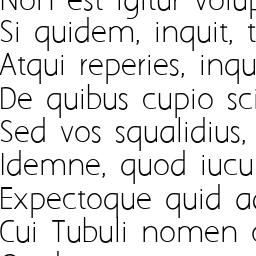 Non est igitur volup
Si quidem, inquit, t
Atqui reperies, inqu
De quibus cupio sci
Sed vos squalidius,
Idemne, quod iucu
Expectoque quid ad
Cui Tubuli nomen o